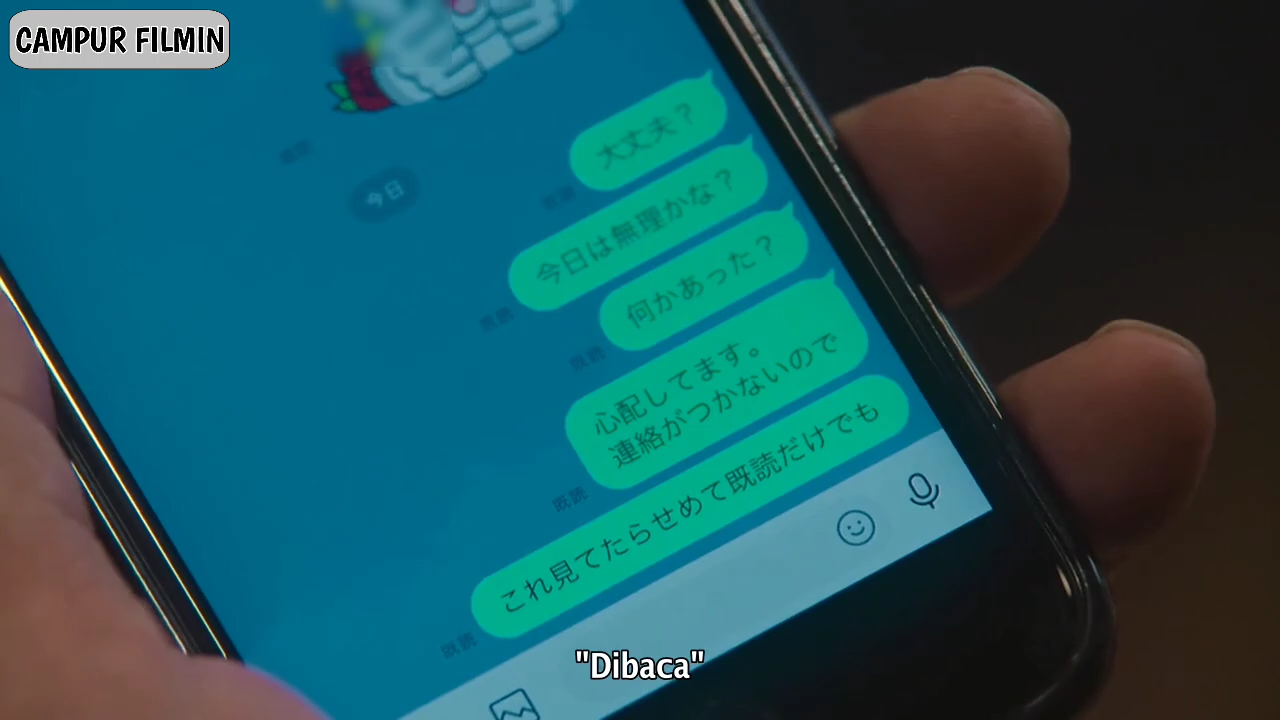 CAMPUR FILMIN
大丈夫？
既読
今日
今日は無理かな？
既読
何かあった？
既読
心配してます。
連絡がつかないので
既読
これ見てたらせめて既読だけでも
既読
"Dibaca"